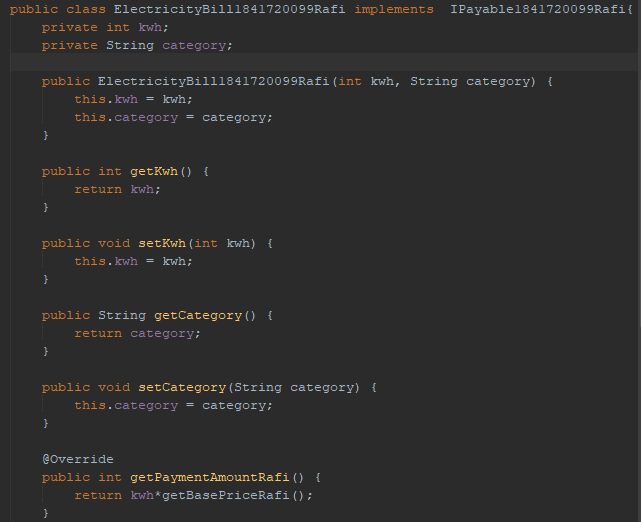 public class ElectricityBill1841720099Rafi implements  IPayable1841720099Rafi{
    private int kwh;
    private String category;

    public ElectricityBill1841720099Rafi(int kwh, String category) {
        this.kwh = kwh;
        this.category = category;
    }

    public int getKwh() {
        return kwh;
    }

    public void setKwh(int kwh) {
        this.kwh = kwh;
    }

    public String getCategory() {
        return category;
    }

    public void setCategory(String category) {
        this.category = category;
    }

    @Override
    public int getPaymentAmountRafi() {
        return kwh*getBasePriceRafi();
    }